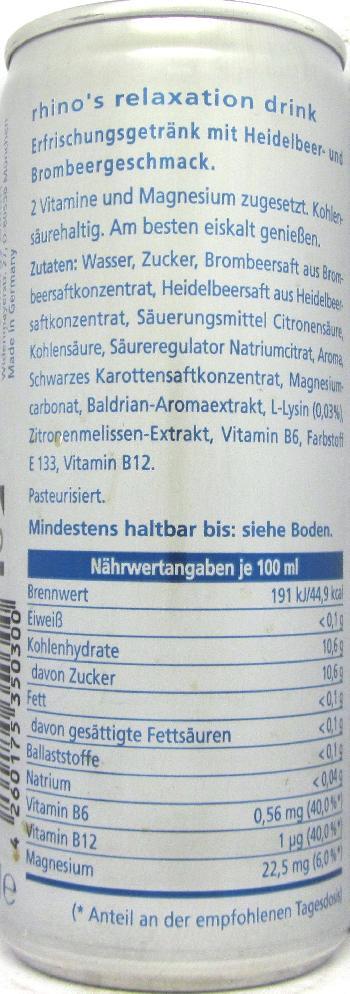 rhino's relaxation drink
Erfrischungsgetränk mit Heidelbeer- und
Brombeergeschmack.
2 Vitamine und Magnesium zugesetzt. Kohlen-
säurehaltig. Am besten eiskalt genießen.
Zutaten: Wasser, Zucker, Brombeersaft aus Brom-
beersaftkonzentrat, Heidelbeersaft aus Heidelbeer-
saftkonzentrat, Säuerungsmittel Citronensäure,
Kohlensäure, Säureregulator Natriumcitrat, Aroma,
Schwarzes Karottensaftkonzentrat, Magnesium-
carbonat, Baldrian-Aromaextrakt, L-Lysin (0,03%),
Zitronenmelissen-Extrakt, Vitamin B6, Farbstoff
E 133, Vitamin B12.
Pasteurisiert.
Mindestens haltbar bis: siehe Boden.
Nährwertangaben je 100 ml
Brennwert 191 kJ/44,9 kcal
Eiweiß <0,1 g
Kohlenhydrate 10,6 g
davon Zucker 10,6 g
Fett <0,1 g
davon gesättigte Fettsäuren <0,1 g
Ballaststoffe <0,1 g
Natrium <0,04 g
Vitamin B6 0,56 mg (40,0%*)
Vitamin B12 1 µg (40,0%*)
Magnesium 22,5 mg (6,0%*)
(* Anteil an der empfohlenen Tagesdosis)
Made in Germany
4 260175 350300